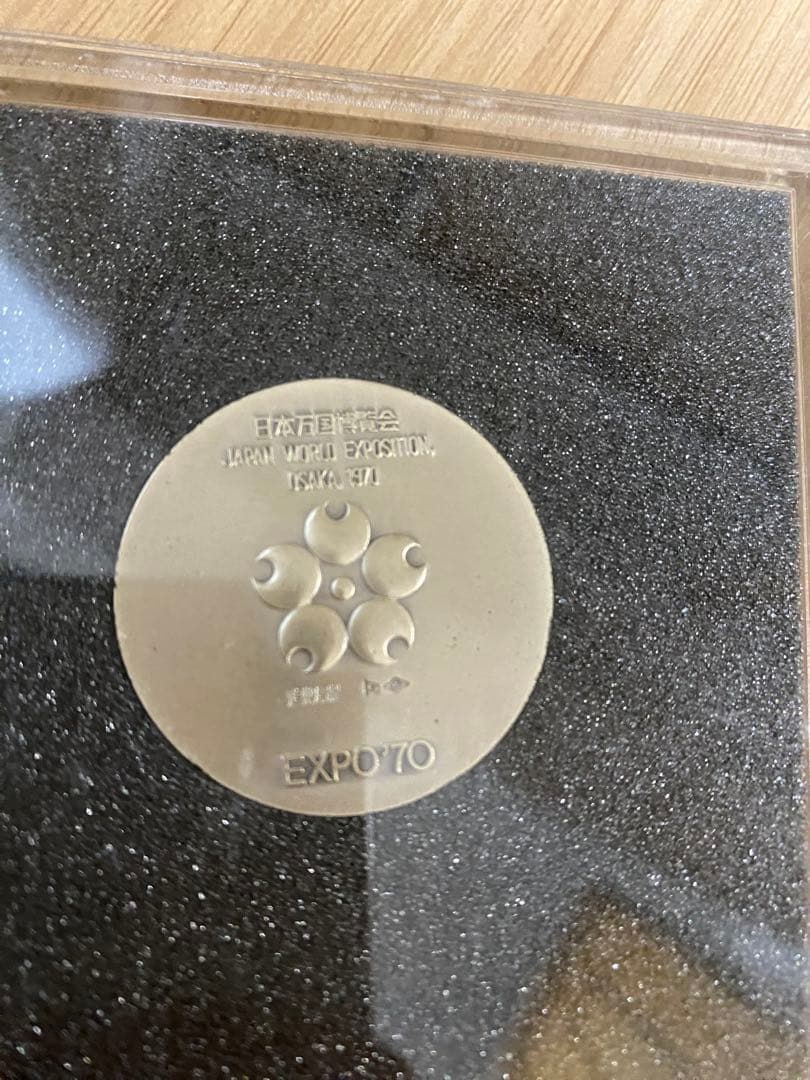 日本万国博覧会
JAPAN WORLD EXPOSITION,
OSAKA, 1970
EXPO'70